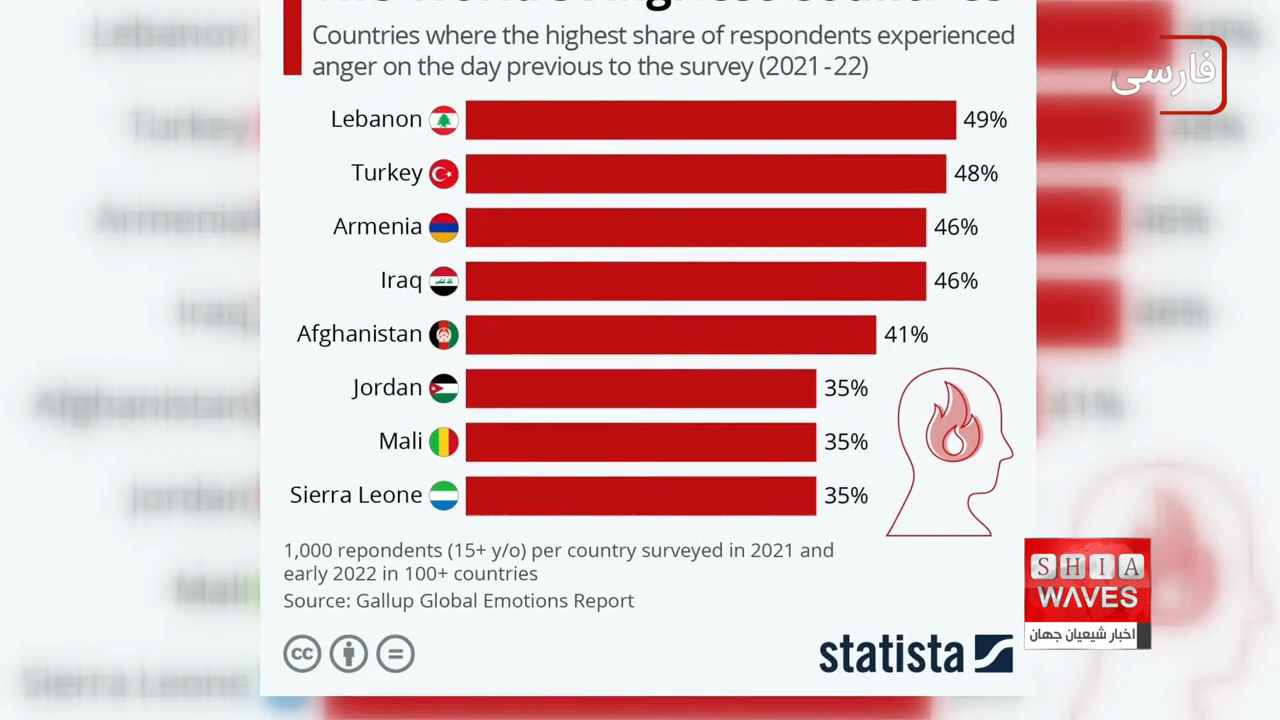 Countries where the highest share of respondents experienced
anger on the day previous to the survey (2021-22)
فارسی
Lebanon 49%
Turkey 48%
Armenia 46%
Iraq 46%
Afghanistan 41%
Jordan 35%
Mali 35%
Sierra Leone 35%
1,000 repondents (15+ y/o) per country surveyed in 2021 and
early 2022 in 100+ countries
Source: Gallup Global Emotions Report
cc
statista
SHIA
WAVES
اخبار شیعیان جهان